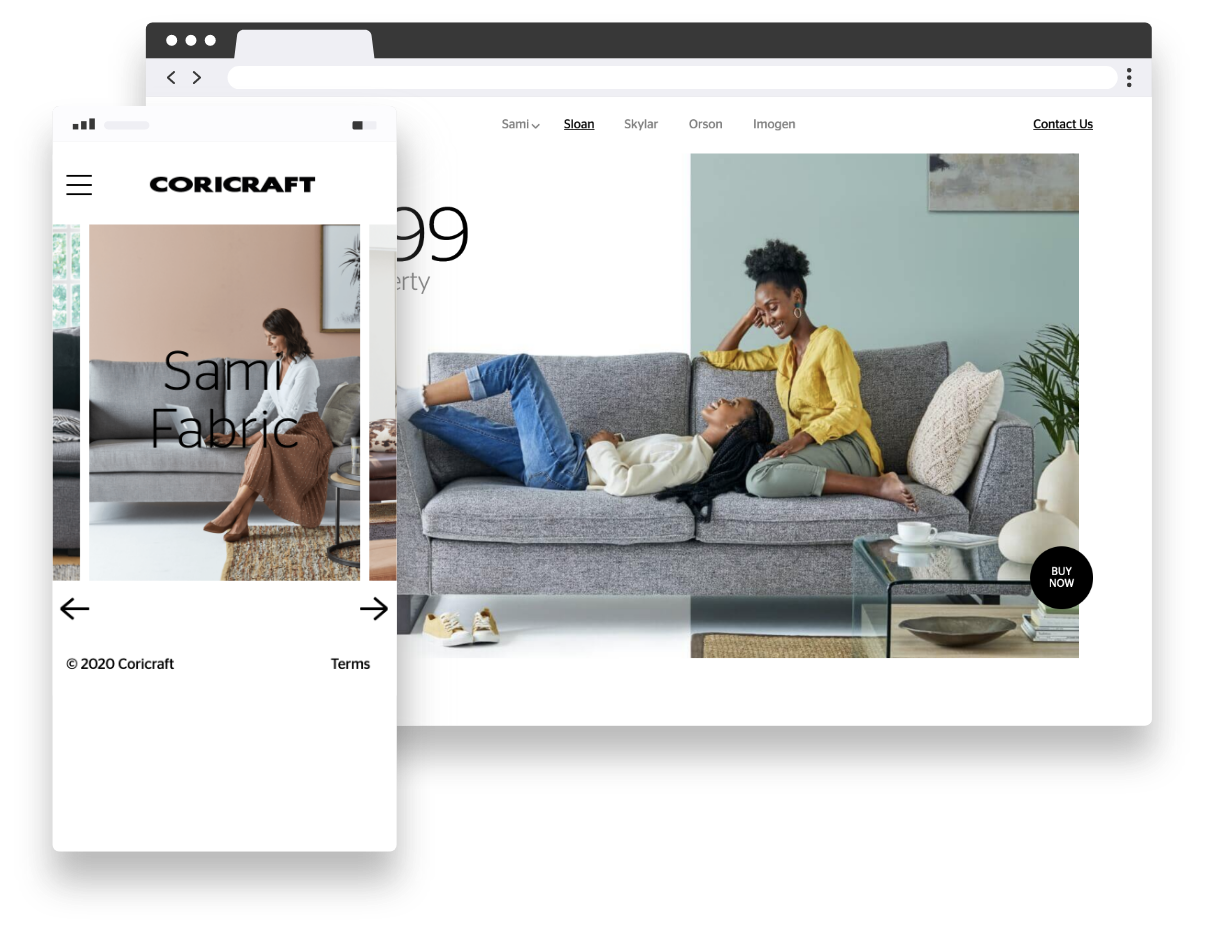 Sami
Sloan
Skylar
Orson
Imogen
Contact Us
CORICRAFT
99
erty
Sami
Fabric
BUY
NOW
© 2020 Coricraft
Terms